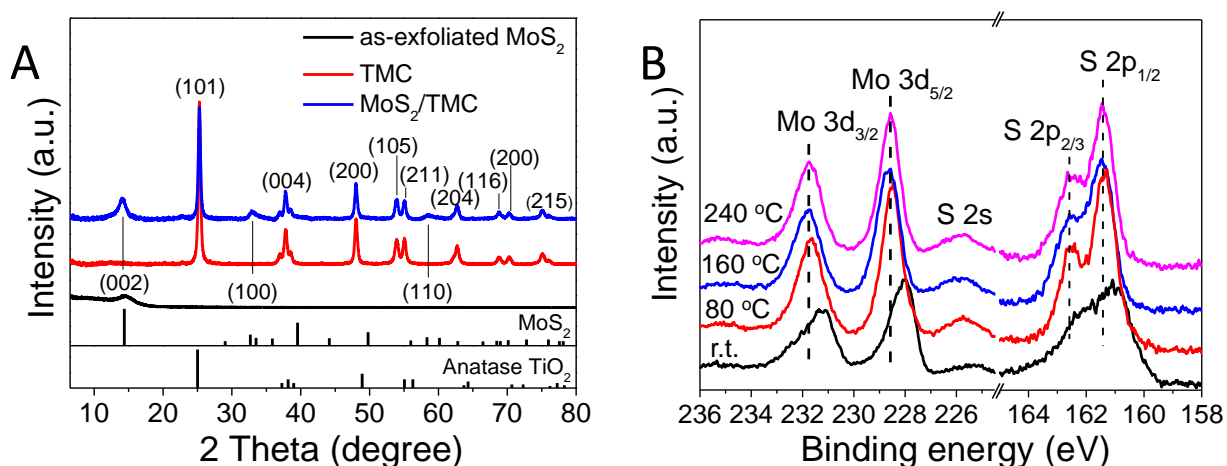 A
as-exfoliated MoS₂
TMC
MoS₂/TMC
(101)
(105)
(200)
(200)
(211)
(116)
(004)
(204)
(215)
(002)
(100)
(110)
MoS₂
Anatase TiO₂
Intensity (a.u.)
10 20 30 40 50 60 70 80
2 Theta (degree)
B
S 2p₁/₂
Mo 3d₅/₂
Mo 3d₃/₂
S 2p₂/₃
S 2s
240 ºC
160 ºC
80 ºC
r.t.
Intensity (a.u.)
236 234 231 228 226 164 162 160 158
Binding energy (eV)